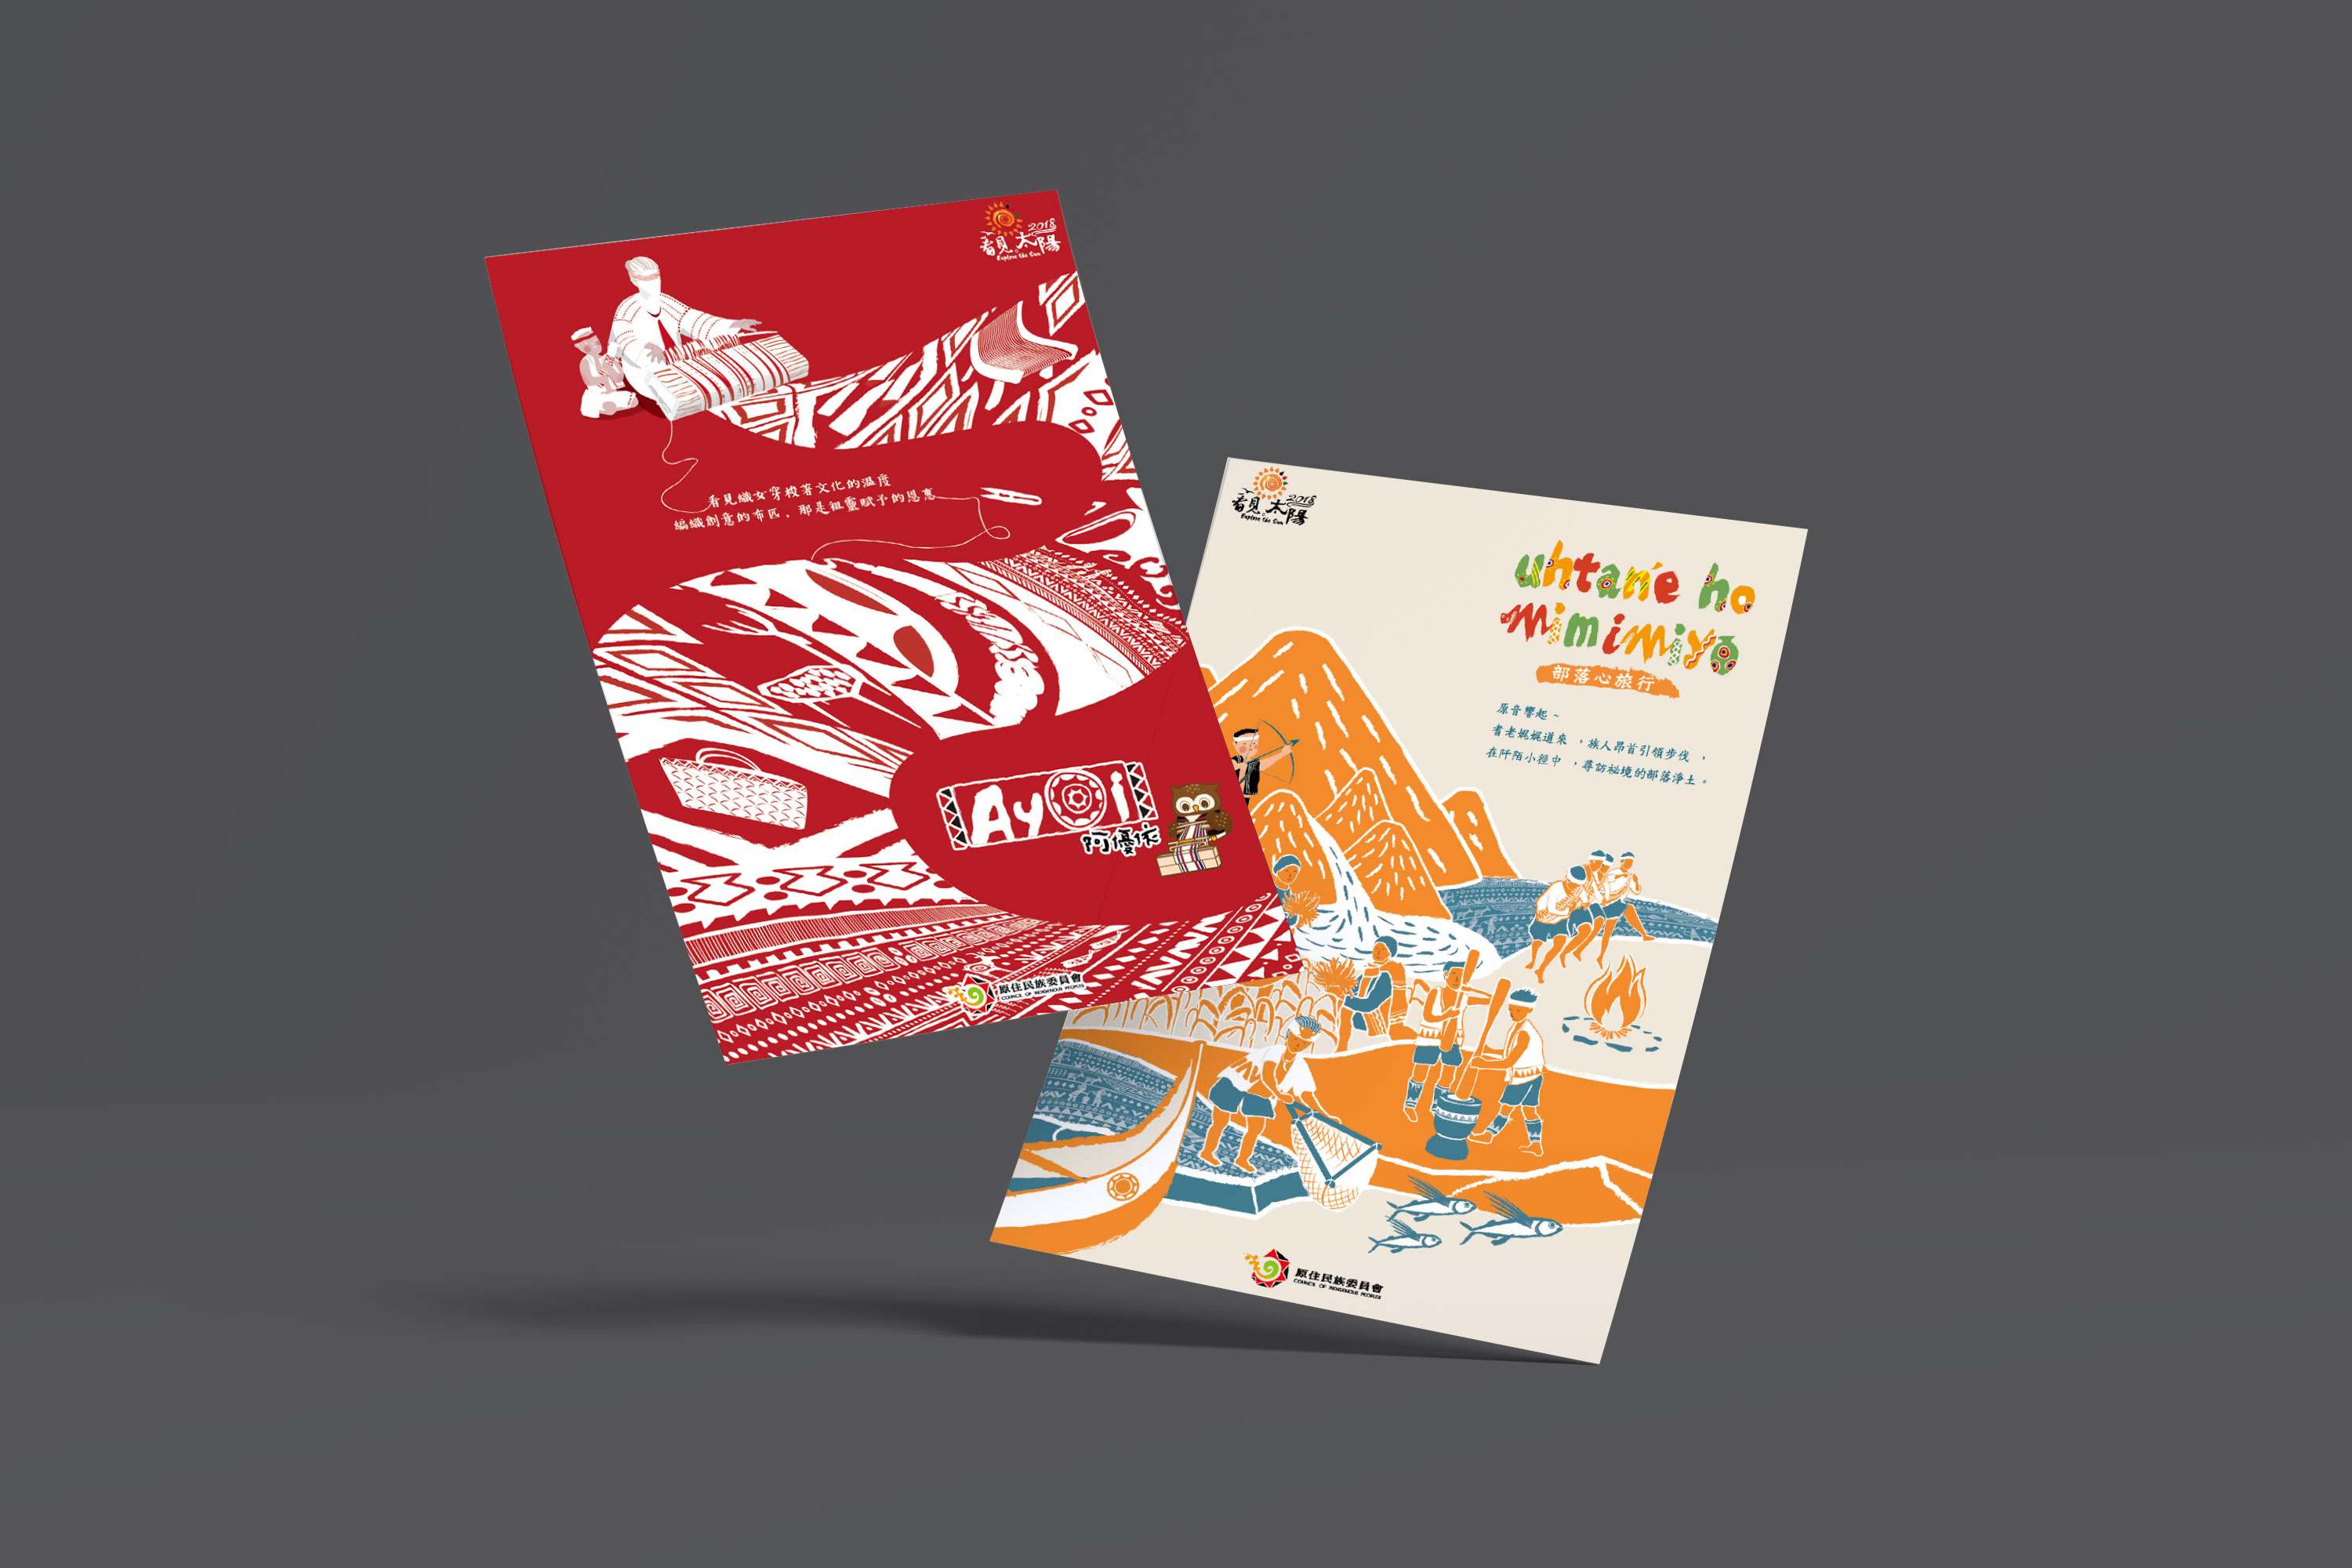 2018
看見太陽
Explore the Sun
看見織女穿梭著文化的溫度
編織創意的布匹，那是祖靈賦予的恩惠
Ayoi
阿優依
原住民族委員會
COUNCIL OF INDIGENOUS PEOPLES
2018
看見太陽
Explore the Sun
uhtan'e ho
mimimiyo
部落心旅行
原音響起~
耆老娓娓道來，族人昂首引領步伐，
在阡陌小徑中，尋訪祕境的部落淨土。
原住民族委員會
COUNCIL OF INDIGENOUS PEOPLES